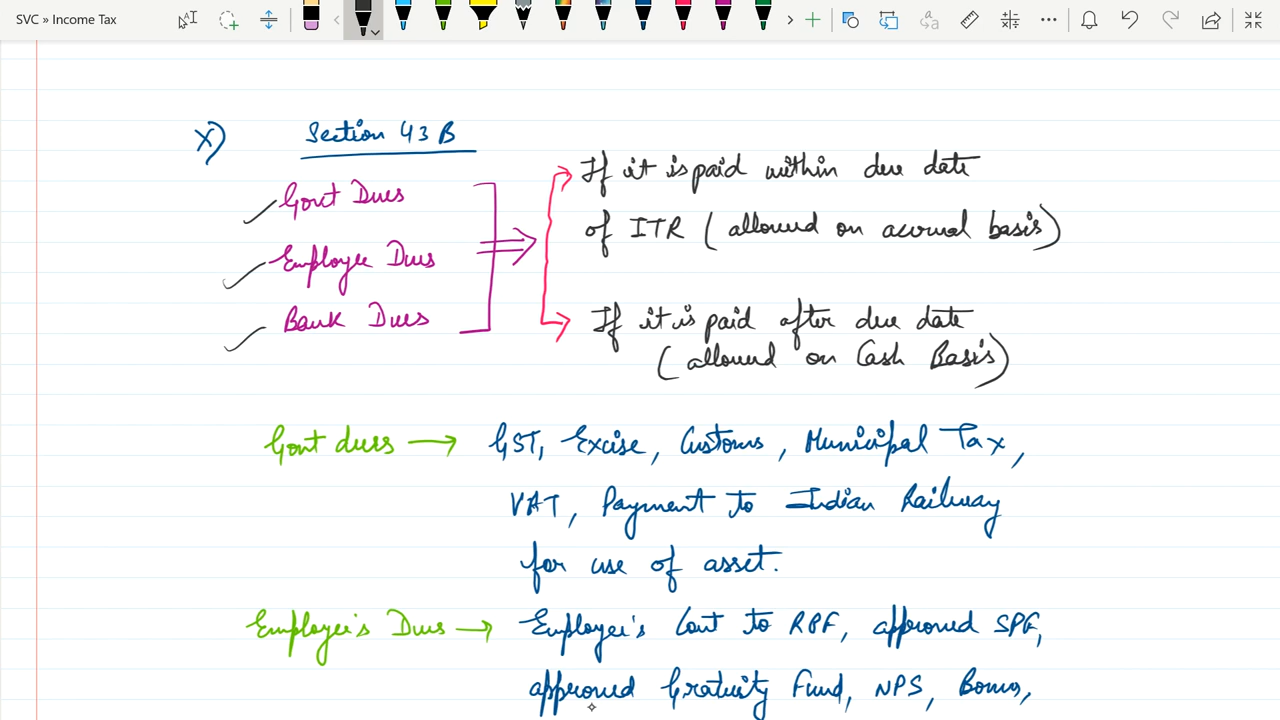 SVC » Income Tax
X) Section 43B
Govt Dues
Employee Dues
Bank Dues
If it is paid within due date
of ITR (allowed on accrual basis)
If it is paid after due date
(allowed on Cash Basis)
Govt dues → GST, Excise, Customs, Municipal Tax,
VAT, Payment to Indian Railway
for use of asset.
Employee's Dues → Employee's Cont to RPF, approved SPF,
approved Gratuity Fund, NPS, Bonus,